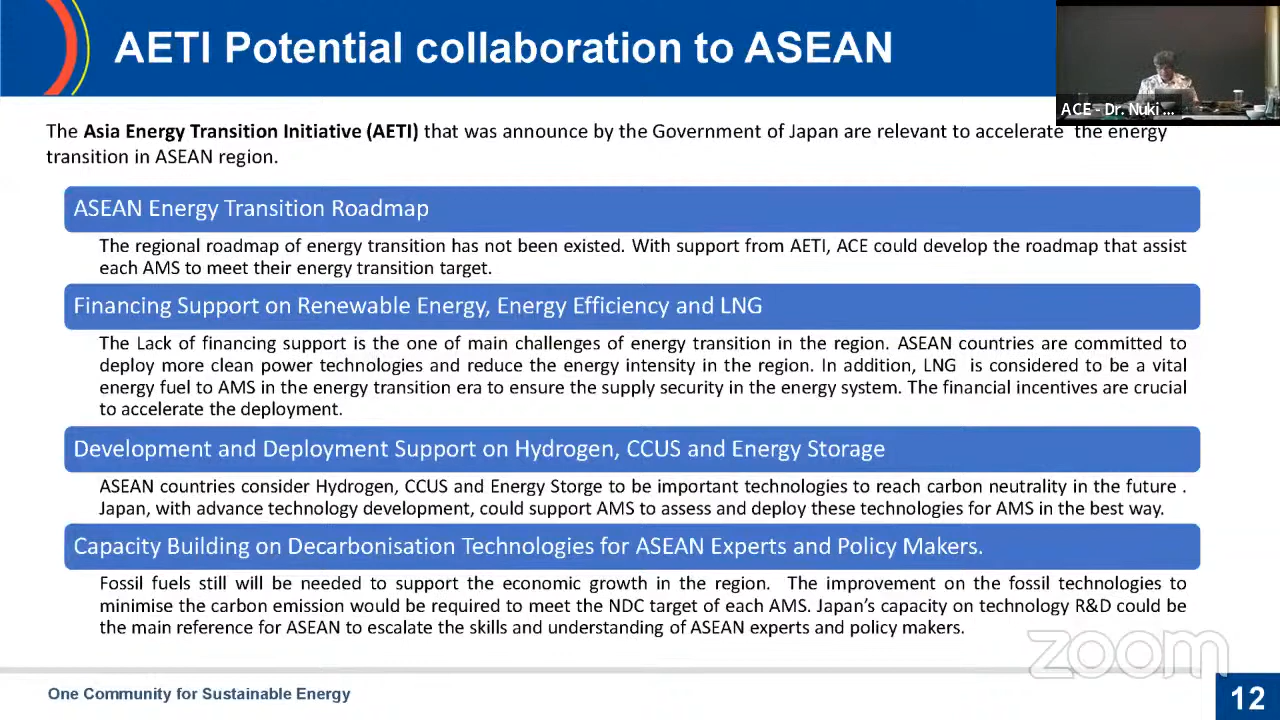 AETI Potential collaboration to ASEAN
ACE - Dr. Nuki ...
The Asia Energy Transition Initiative (AETI) that was announce by the Government of Japan are relevant to accelerate the energy
transition in ASEAN region.
ASEAN Energy Transition Roadmap
The regional roadmap of energy transition has not been existed. With support from AETI, ACE could develop the roadmap that assist
each AMS to meet their energy transition target.
Financing Support on Renewable Energy, Energy Efficiency and LNG
The Lack of financing support is the one of main challenges of energy transition in the region. ASEAN countries are committed to
deploy more clean power technologies and reduce the energy intensity in the region. In addition, LNG is considered to be a vital
energy fuel to AMS in the energy transition era to ensure the supply security in the energy system. The financial incentives are crucial
to accelerate the deployment.
Development and Deployment Support on Hydrogen, CCUS and Energy Storage
ASEAN countries consider Hydrogen, CCUS and Energy Storge to be important technologies to reach carbon neutrality in the future .
Japan, with advance technology development, could support AMS to assess and deploy these technologies for AMS in the best way.
Capacity Building on Decarbonisation Technologies for ASEAN Experts and Policy Makers.
Fossil fuels still will be needed to support the economic growth in the region. The improvement on the fossil technologies to
minimise the carbon emission would be required to meet the NDC target of each AMS. Japan's capacity on technology R&D could be
the main reference for ASEAN to escalate the skills and understanding of ASEAN experts and policy makers.
zoom
One Community for Sustainable Energy
12